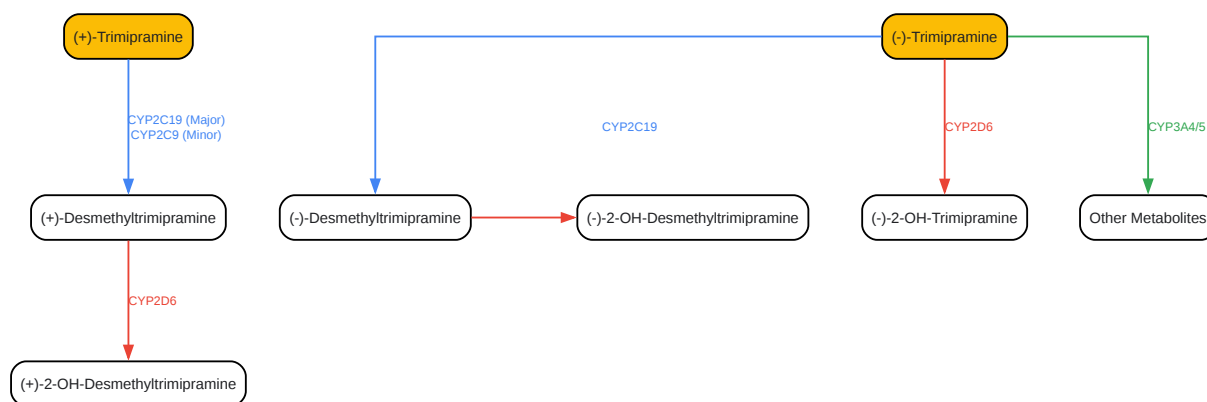 (+)-Trimipramine
(-)-Trimipramine
CYP2C19 (Major)
CYP2C9 (Minor)
CYP2C19
CYP2D6
CYP3A4/5
(+)-Desmethyltrimipramine
(-)-Desmethyltrimipramine
(-)-2-OH-Desmethyltrimipramine
(-)-2-OH-Trimipramine
Other Metabolites
CYP2D6
(+)-2-OH-Desmethyltrimipramine